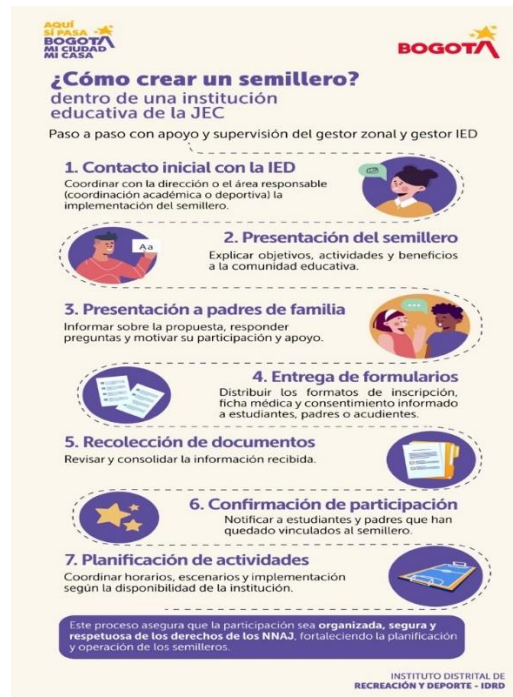 AQUÍ
SÍ PASA
BOGOTÁ
MI CIUDAD
MI CASA
BOGOTÁ
¿Cómo crear un semillero?
dentro de una institución
educativa de la JEC
Paso a paso con apoyo y supervisión del gestor zonal y gestor IED
1. Contacto inicial con la IED
Coordinar con la dirección o el área responsable
(coordinación académica o deportiva) la
implementación del semillero.
Aa
2. Presentación del semillero
Explicar objetivos, actividades y beneficios
a la comunidad educativa.
3. Presentación a padres de familia
Informar sobre la propuesta, responder
preguntas y motivar su participación y apoyo.
4. Entrega de formularios
Distribuir los formatos de inscripción,
ficha médica y consentimiento informado
a estudiantes, padres o acudientes.
5. Recolección de documentos
Revisar y consolidar la información recibida.
6. Confirmación de participación
Notificar a estudiantes y padres que han
quedado vinculados al semillero.
7. Planificación de actividades
Coordinar horarios, escenarios e implementación
según la disponibilidad de la institución.
Este proceso asegura que la participación sea organizada, segura y
respetuosa de los derechos de los NNAJ, fortaleciendo la planificación
y operación de los semilleros.
INSTITUTO DISTRITAL DE
RECREACIÓN Y DEPORTE - IDRD